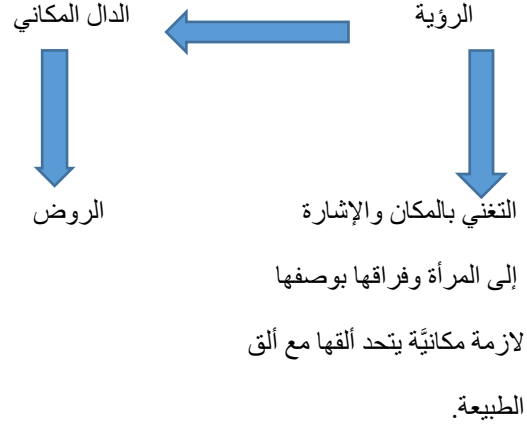 الرؤية
الدال المكاني
التغني بالمكان والإشارة
إلى المرأة وفراقها بوصفها
لازمة مكانيَّة يتحد ألقها مع ألق
الطبيعة.
الروض